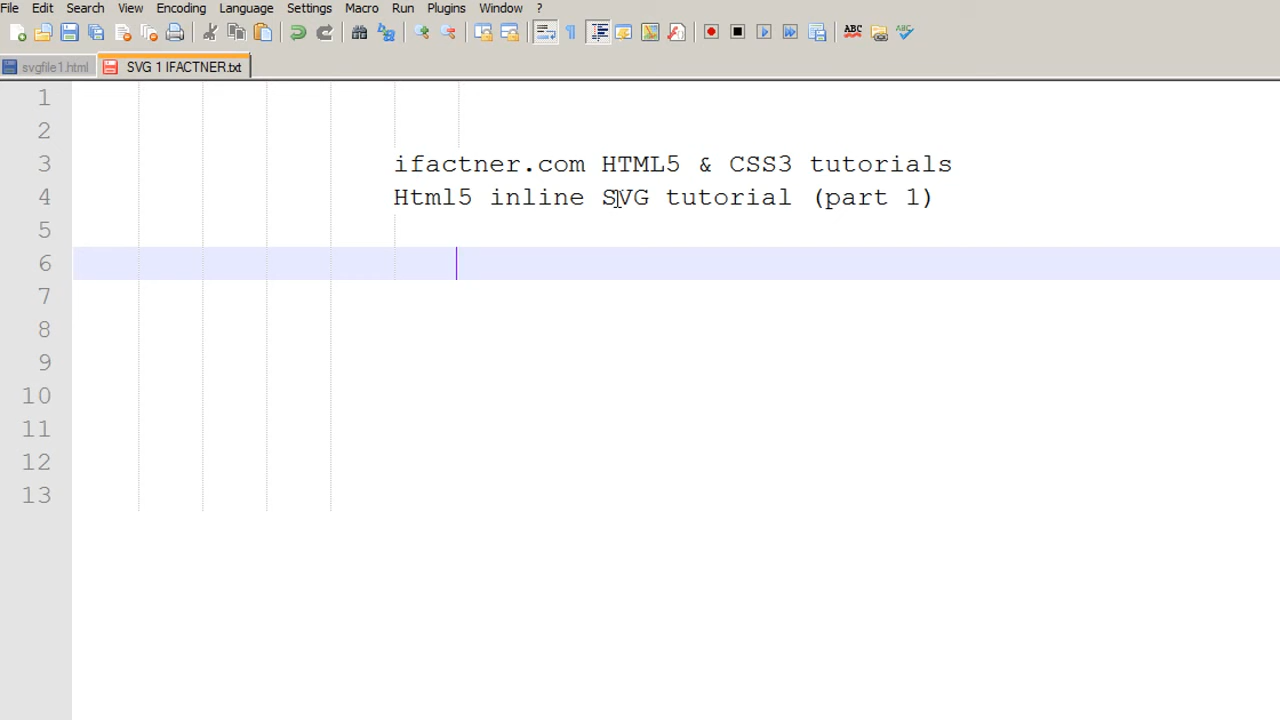 File Edit Search View Encoding Language Settings Macro Run Plugins Window ?
ABC ABC
svgfile1.html SVG 1 IFACTNER.txt
1
2
3 ifactner.com HTML5 & CSS3 tutorials
4 Html5 inline SVG tutorial (part 1)
5
6
7
8
9
10
11
12
13